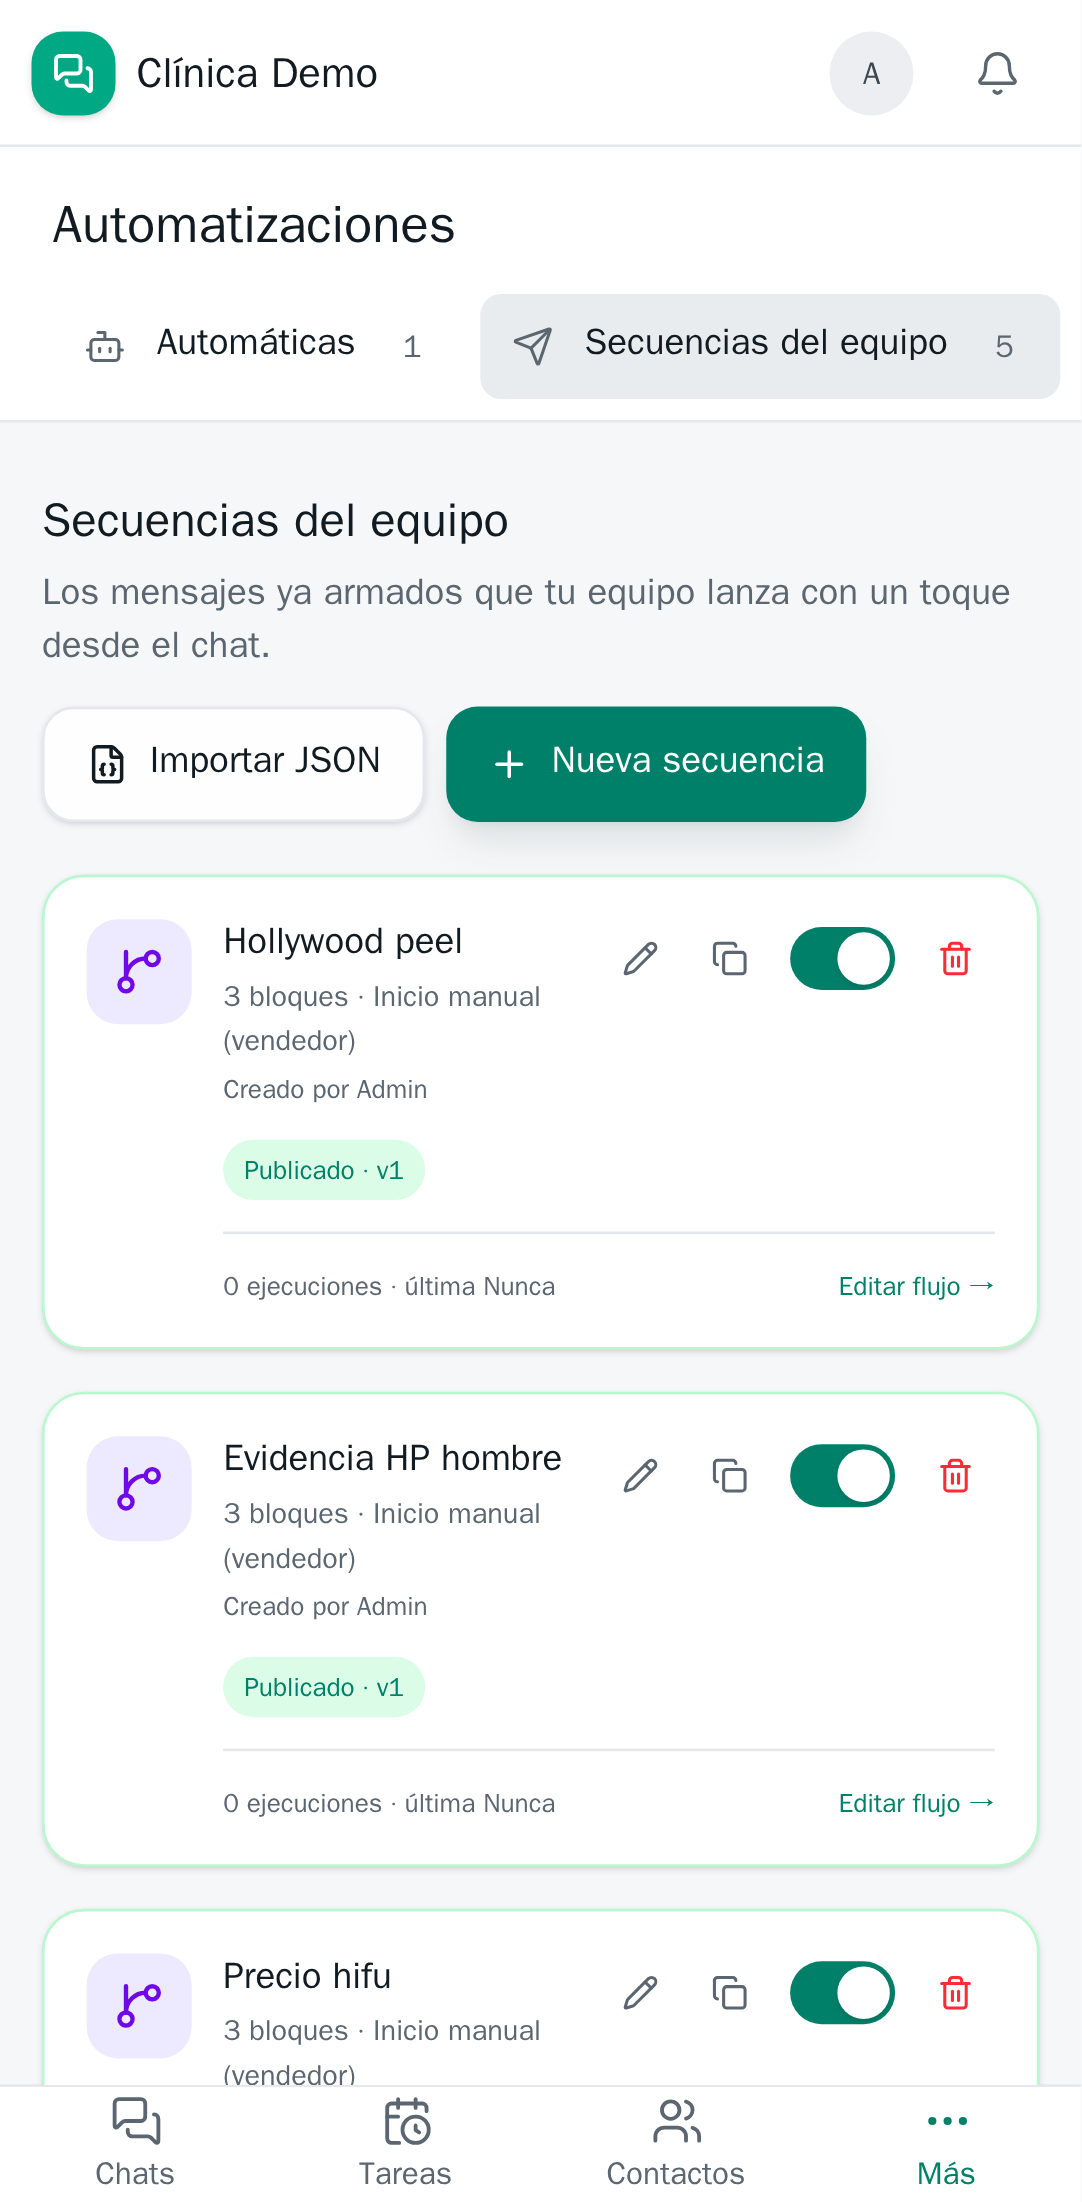 Clínica Demo
A
Automatizaciones
Automáticas 1
Secuencias del equipo 5
Secuencias del equipo
Los mensajes ya armados que tu equipo lanza con un toque
desde el chat.
Importar JSON
Nueva secuencia
Hollywood peel
3 bloques · Inicio manual
(vendedor)
Creado por Admin
Publicado · v1
0 ejecuciones · última Nunca
Editar flujo →
Evidencia HP hombre
3 bloques · Inicio manual
(vendedor)
Creado por Admin
Publicado · v1
0 ejecuciones · última Nunca
Editar flujo →
Precio hifu
3 bloques · Inicio manual
(vendedor)
Chats
Tareas
Contactos
Más